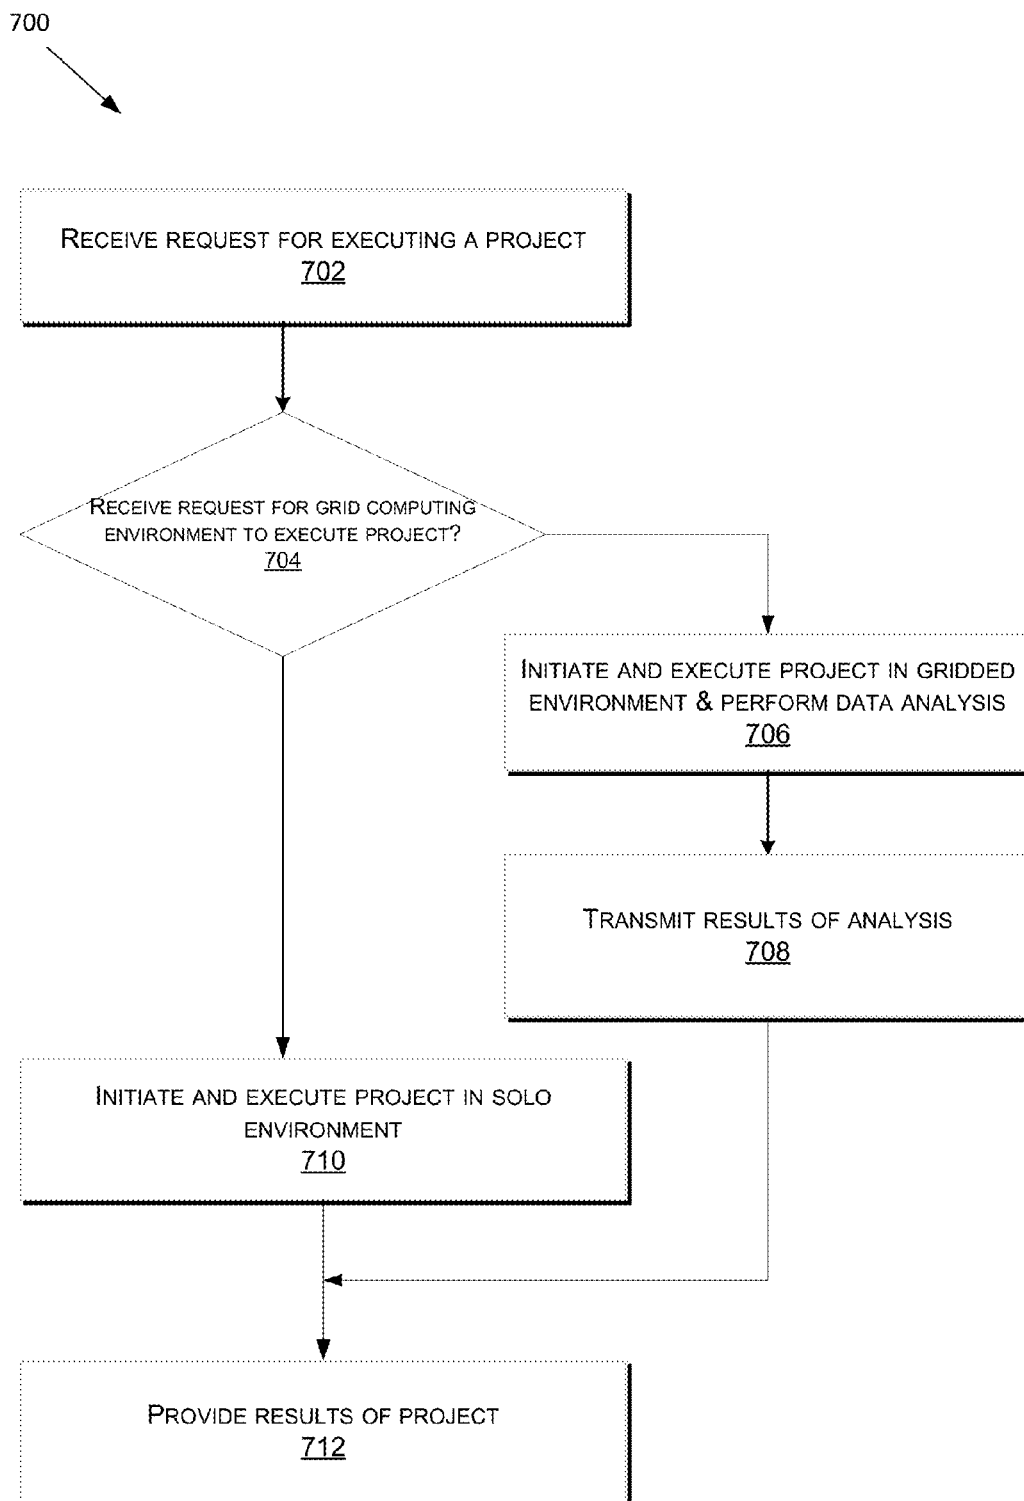 700
RECEIVE REQUEST FOR EXECUTING A PROJECT
702
RECEIVE REQUEST FOR GRID COMPUTING
ENVIRONMENT TO EXECUTE PROJECT?
704
INITIATE AND EXECUTE PROJECT IN GRIDDED
ENVIRONMENT & PERFORM DATA ANALYSIS
706
TRANSMIT RESULTS OF ANALYSIS
708
INITIATE AND EXECUTE PROJECT IN SOLO
ENVIRONMENT
710
PROVIDE RESULTS OF PROJECT
712